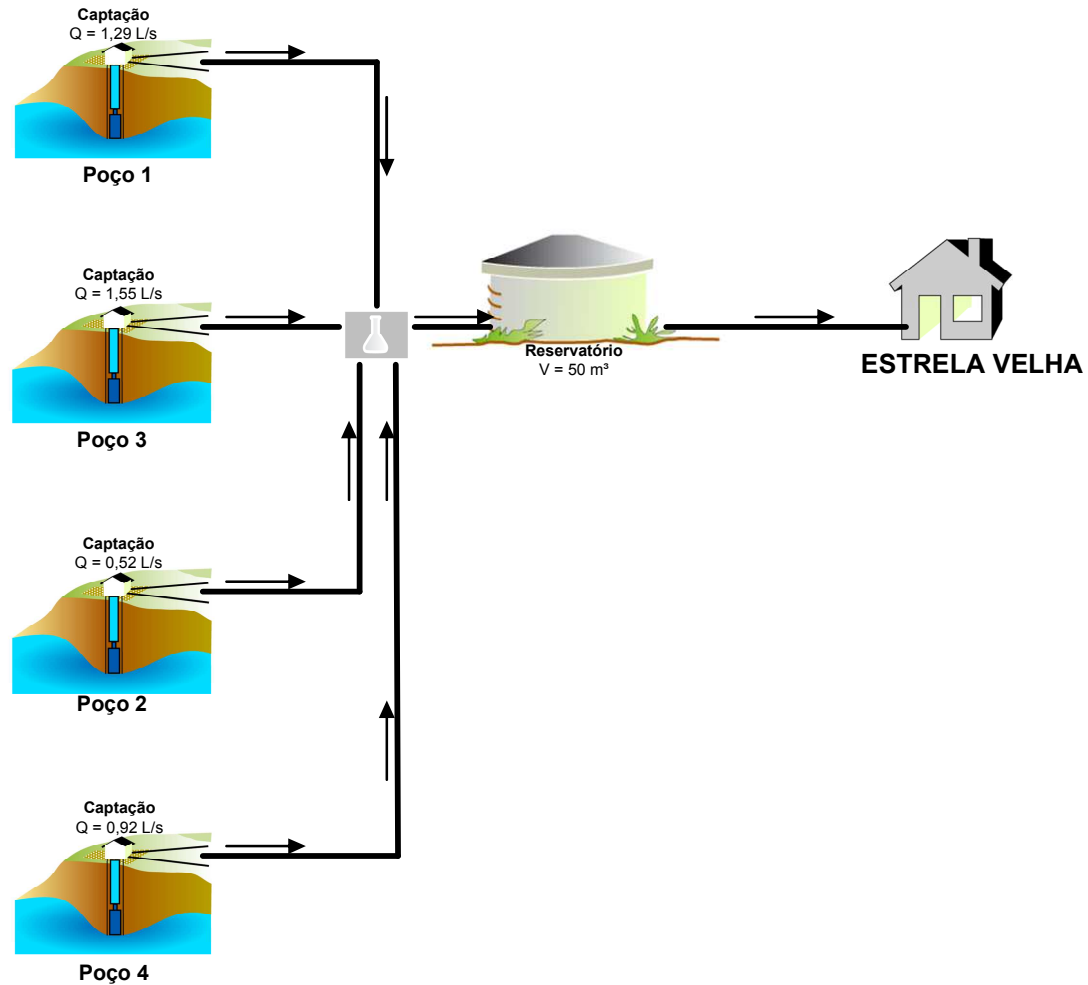 Captação
Q = 1,29 L/s
Poço 1
Captação
Q = 1,55 L/s
Poço 3
Reservatório
V = 50 m³
ESTRELA VELHA
Captação
Q = 0,52 L/s
Poço 2
Captação
Q = 0,92 L/s
Poço 4